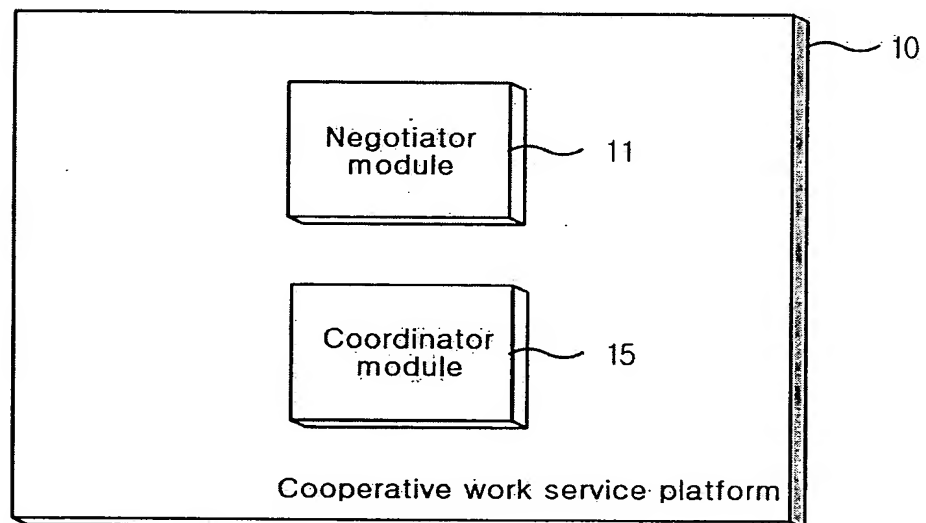 10
Negotiator
module
11
Coordinator
module
15
Cooperative work service platform